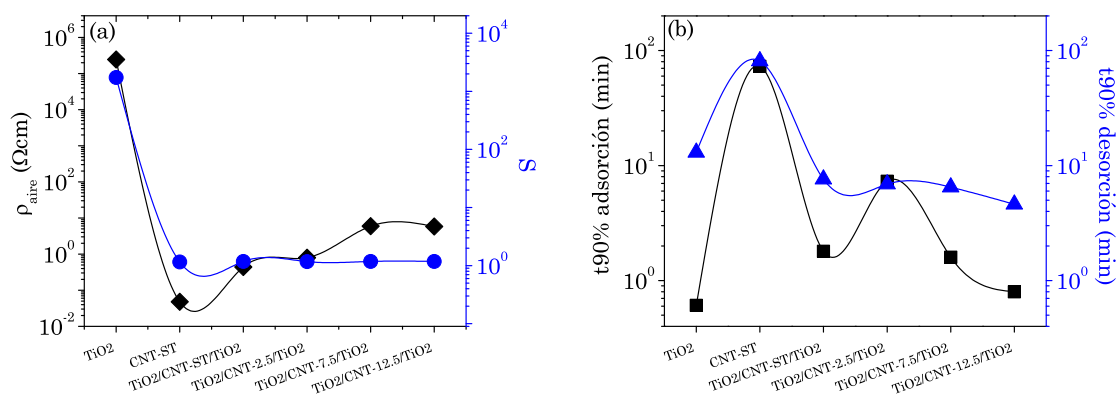 (a)
10^6
10^4
10^2
10^0
10^-2
ρ_aire (Ωcm)
10^4
10^2
10^0
S
TiO2
CNT-ST
TiO2/CNT-ST/TiO2
TiO2/CNT-2.5/TiO2
TiO2/CNT-7.5/TiO2
TiO2/CNT-12.5/TiO2
(b)
10^2
10^1
10^0
t90% adsorción (min)
10^2
10^1
10^0
t90% desorción (min)
TiO2
CNT-ST
TiO2/CNT-ST/TiO2
TiO2/CNT-2.5/TiO2
TiO2/CNT-7.5/TiO2
TiO2/CNT-12.5/TiO2